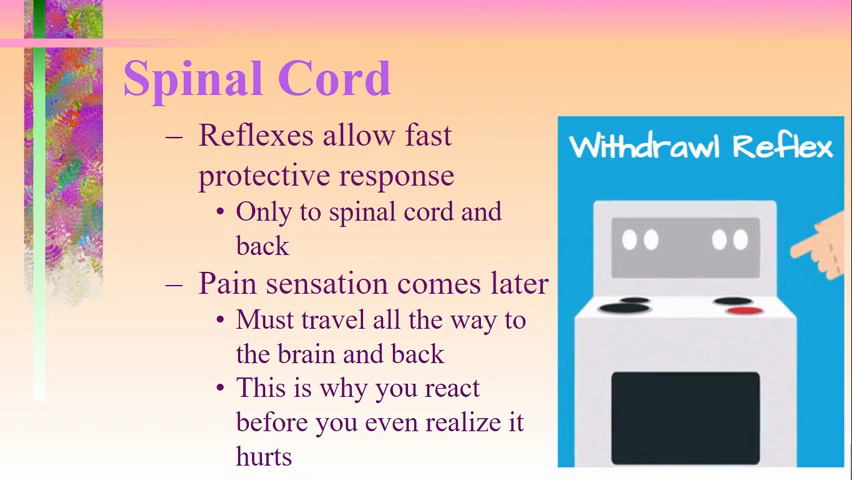 Spinal Cord
– Reflexes allow fast
protective response
• Only to spinal cord and
back
– Pain sensation comes later
• Must travel all the way to
the brain and back
• This is why you react
before you even realize it
hurts
Withdrawl Reflex